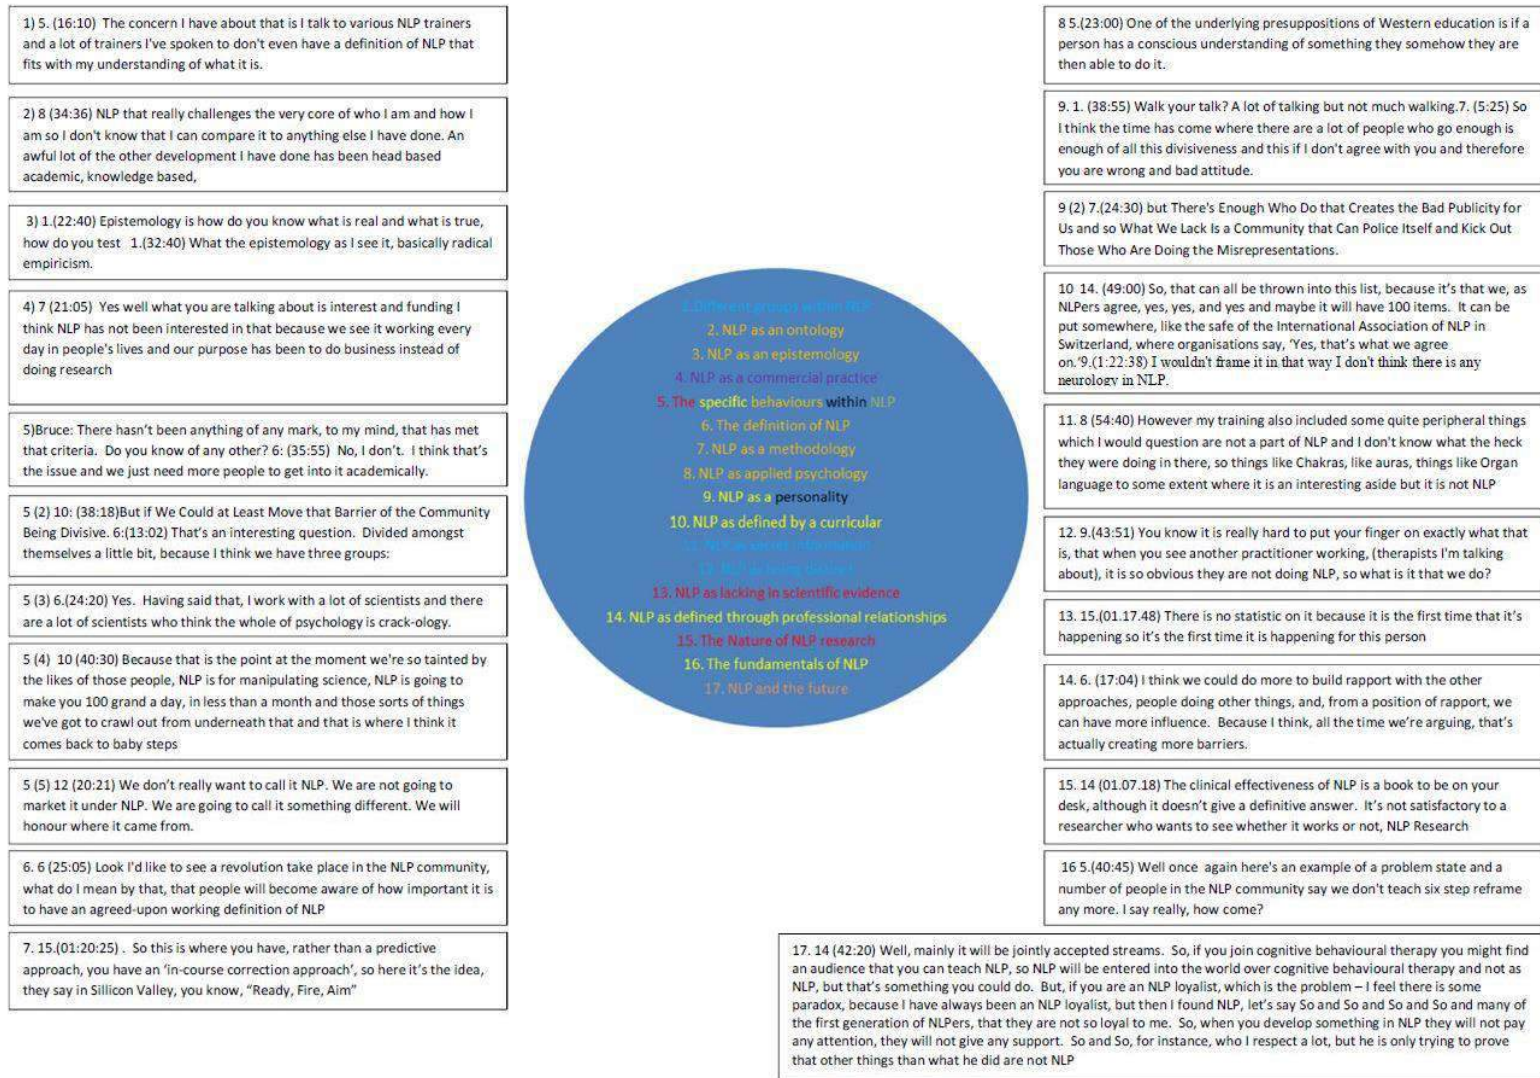 1) 5. (16:10)  The concern I have about that is I talk to various NLP trainers
and a lot of trainers I've spoken to don't even have a definition of NLP that
fits with my understanding of what it is.
2) 8 (34:36) NLP that really challenges the very core of who I am and how I
am so I don't know that I can compare it to anything else I have done. An
awful lot of the other development I have done has been head based
academic, knowledge based,
3) 1.(22:40) Epistemology is how do you know what is real and what is true,
how do you test   1.(32:40) What the epistemology as I see it, basically radical
empiricism.
4) 7 (21:05)  Yes well what you are talking about is interest and funding I
think NLP has not been interested in that because we see it working every
day in people's lives and our purpose has been to do business instead of
doing research
5)Bruce: There hasn't been anything of any mark, to my mind, that has met
that criteria.  Do you know of any other? 6: (35:55)  No, I don't.  I think that's
the issue and we just need more people to get into it academically.
5 (2) 10: (38:18)But if We Could at Least Move that Barrier of the Community
Being Divisive. 6:(13:02) That's an interesting question.  Divided amongst
themselves a little bit, because I think we have three groups:
5 (3) 6.(24:20) Yes.  Having said that, I work with a lot of scientists and there
are a lot of scientists who think the whole of psychology is crack-ology.
5 (4)  10 (40:30) Because that is the point at the moment we're so tainted by
the likes of those people, NLP is for manipulating science, NLP is going to
make you 100 grand a day, in less than a month and those sorts of things
we've got to crawl out from underneath that and that is where I think it
comes back to baby steps
5 (5) 12 (20:21) We don't really want to call it NLP. We are not going to
market it under NLP. We are going to call it something different. We will
honour where it came from.
6. 6 (25:05) Look I'd like to see a revolution take place in the NLP community,
what do I mean by that, that people will become aware of how important it is
to have an agreed-upon working definition of NLP
7. 15.(01:20:25) .  So this is where you have, rather than a predictive
approach, you have an 'in-course correction approach', so here it's the idea,
they say in Sillicon Valley, you know, "Ready, Fire, Aim"
1.Different groups within NLP
2. NLP as an ontology
3. NLP as an epistemology
4. NLP as a commercial practice
5. The specific behaviours within NLP
6. The definition of NLP
7. NLP as a methodology
8. NLP as applied psychology
9. NLP as a personality
10. NLP as defined by a curricular
11. NLP as secret information
12. NLP as being
13. NLP as lacking in scientific evidence
14. NLP as defined through professional relationships
15. The Nature of NLP research
16. The fundamentals of NLP
17. NLP and the future
8 5.(23:00) One of the underlying presuppositions of Western education is if a
person has a conscious understanding of something they somehow they are
then able to do it.
9. 1. (38:55) Walk your talk? A lot of talking but not much walking.7. (5:25) So
I think the time has come where there are a lot of people who go enough is
enough of all this divisiveness and this if I don't agree with you and therefore
you are wrong and bad attitude.
9 (2) 7.(24:30) but There's Enough Who Do that Creates the Bad Publicity for
Us and so What We Lack Is a Community that Can Police Itself and Kick Out
Those Who Are Doing the Misrepresentations.
10  14. (49:00) So, that can all be thrown into this list, because it's that we, as
NLPers agree, yes, yes, and yes and maybe it will have 100 items.  It can be
put somewhere, like the safe of the International Association of NLP in
Switzerland, where organisations say, 'Yes, that's what we agree
on.'9.(1:22:38) I wouldn't frame it in that way I don't think there is any
neurology in NLP.
11. 8 (54:40) However my training also included some quite peripheral things
which I would question are not a part of NLP and I don't know what the heck
they were doing in there, so things like Chakras, like auras, things like Organ
language to some extent where it is an interesting aside but it is not NLP
12. 9.(43:51) You know it is really hard to put your finger on exactly what that
is, that when you see another practitioner working, (therapists I'm talking
about), it is so obvious they are not doing NLP, so what is it that we do?
13. 15.(01.17.48) There is no statistic on it because it is the first time that it's
happening so it's the first time it is happening for this person
14. 6. (17:04) I think we could do more to build rapport with the other
approaches, people doing other things, and, from a position of rapport, we
can have more influence.  Because I think, all the time we're arguing, that's
actually creating more barriers.
15. 14 (01.07.18) The clinical effectiveness of NLP is a book to be on your
desk, although it doesn't give a definitive answer.  It's not satisfactory to a
researcher who wants to see whether it works or not, NLP Research
16 5.(40:45) Well once  again here's an example of a problem state and a
number of people in the NLP community say we don't teach six step reframe
any more. I say really, how come?
17. 14 (42:20) Well, mainly it will be jointly accepted streams.  So, if you join cognitive behavioural therapy you might find
an audience that you can teach NLP, so NLP will be entered into the world over cognitive behavioural therapy and not as
NLP, but that's something you could do.  But, if you are an NLP loyalist, which is the problem – I feel there is some
paradox, because I have always been an NLP loyalist, but then I found NLP, let's say So and So and So and So and many of
the first generation of NLPers, that they are not so loyal to me.  So, when you develop something in NLP they will not pay
any attention, they will not give any support.  So and So, for instance, who I respect a lot, but he is only trying to prove
that other things than what he did are not NLP